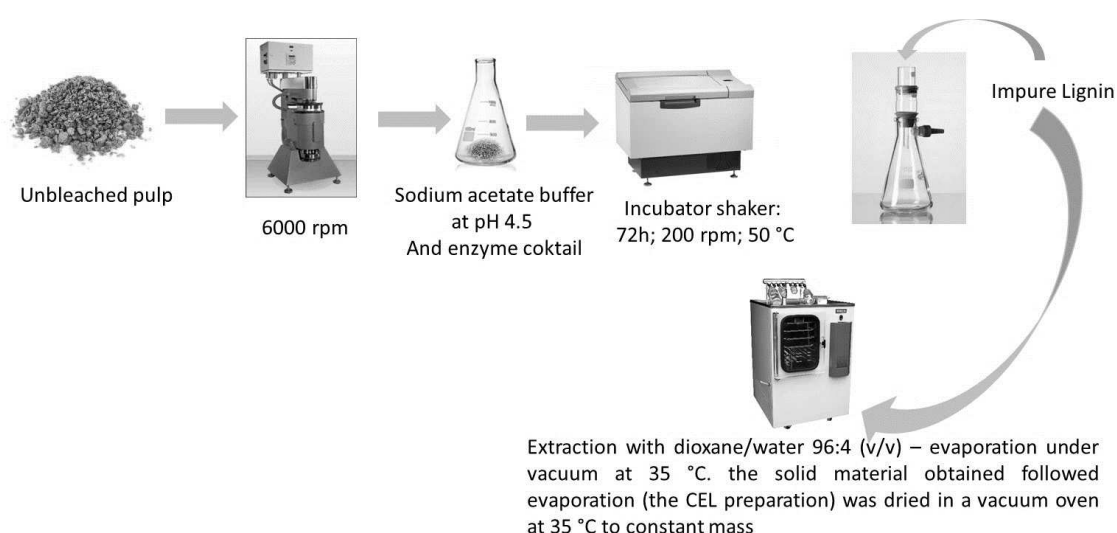 Unbleached pulp
6000 rpm
Sodium acetate buffer
at pH 4.5
And enzyme coktail
Incubator shaker:
72h; 200 rpm; 50 °C
Impure Lignin
Extraction with dioxane/water 96:4 (v/v) – evaporation under
vacuum at 35 °C. the solid material obtained followed
evaporation (the CEL preparation) was dried in a vacuum oven
at 35 °C to constant mass